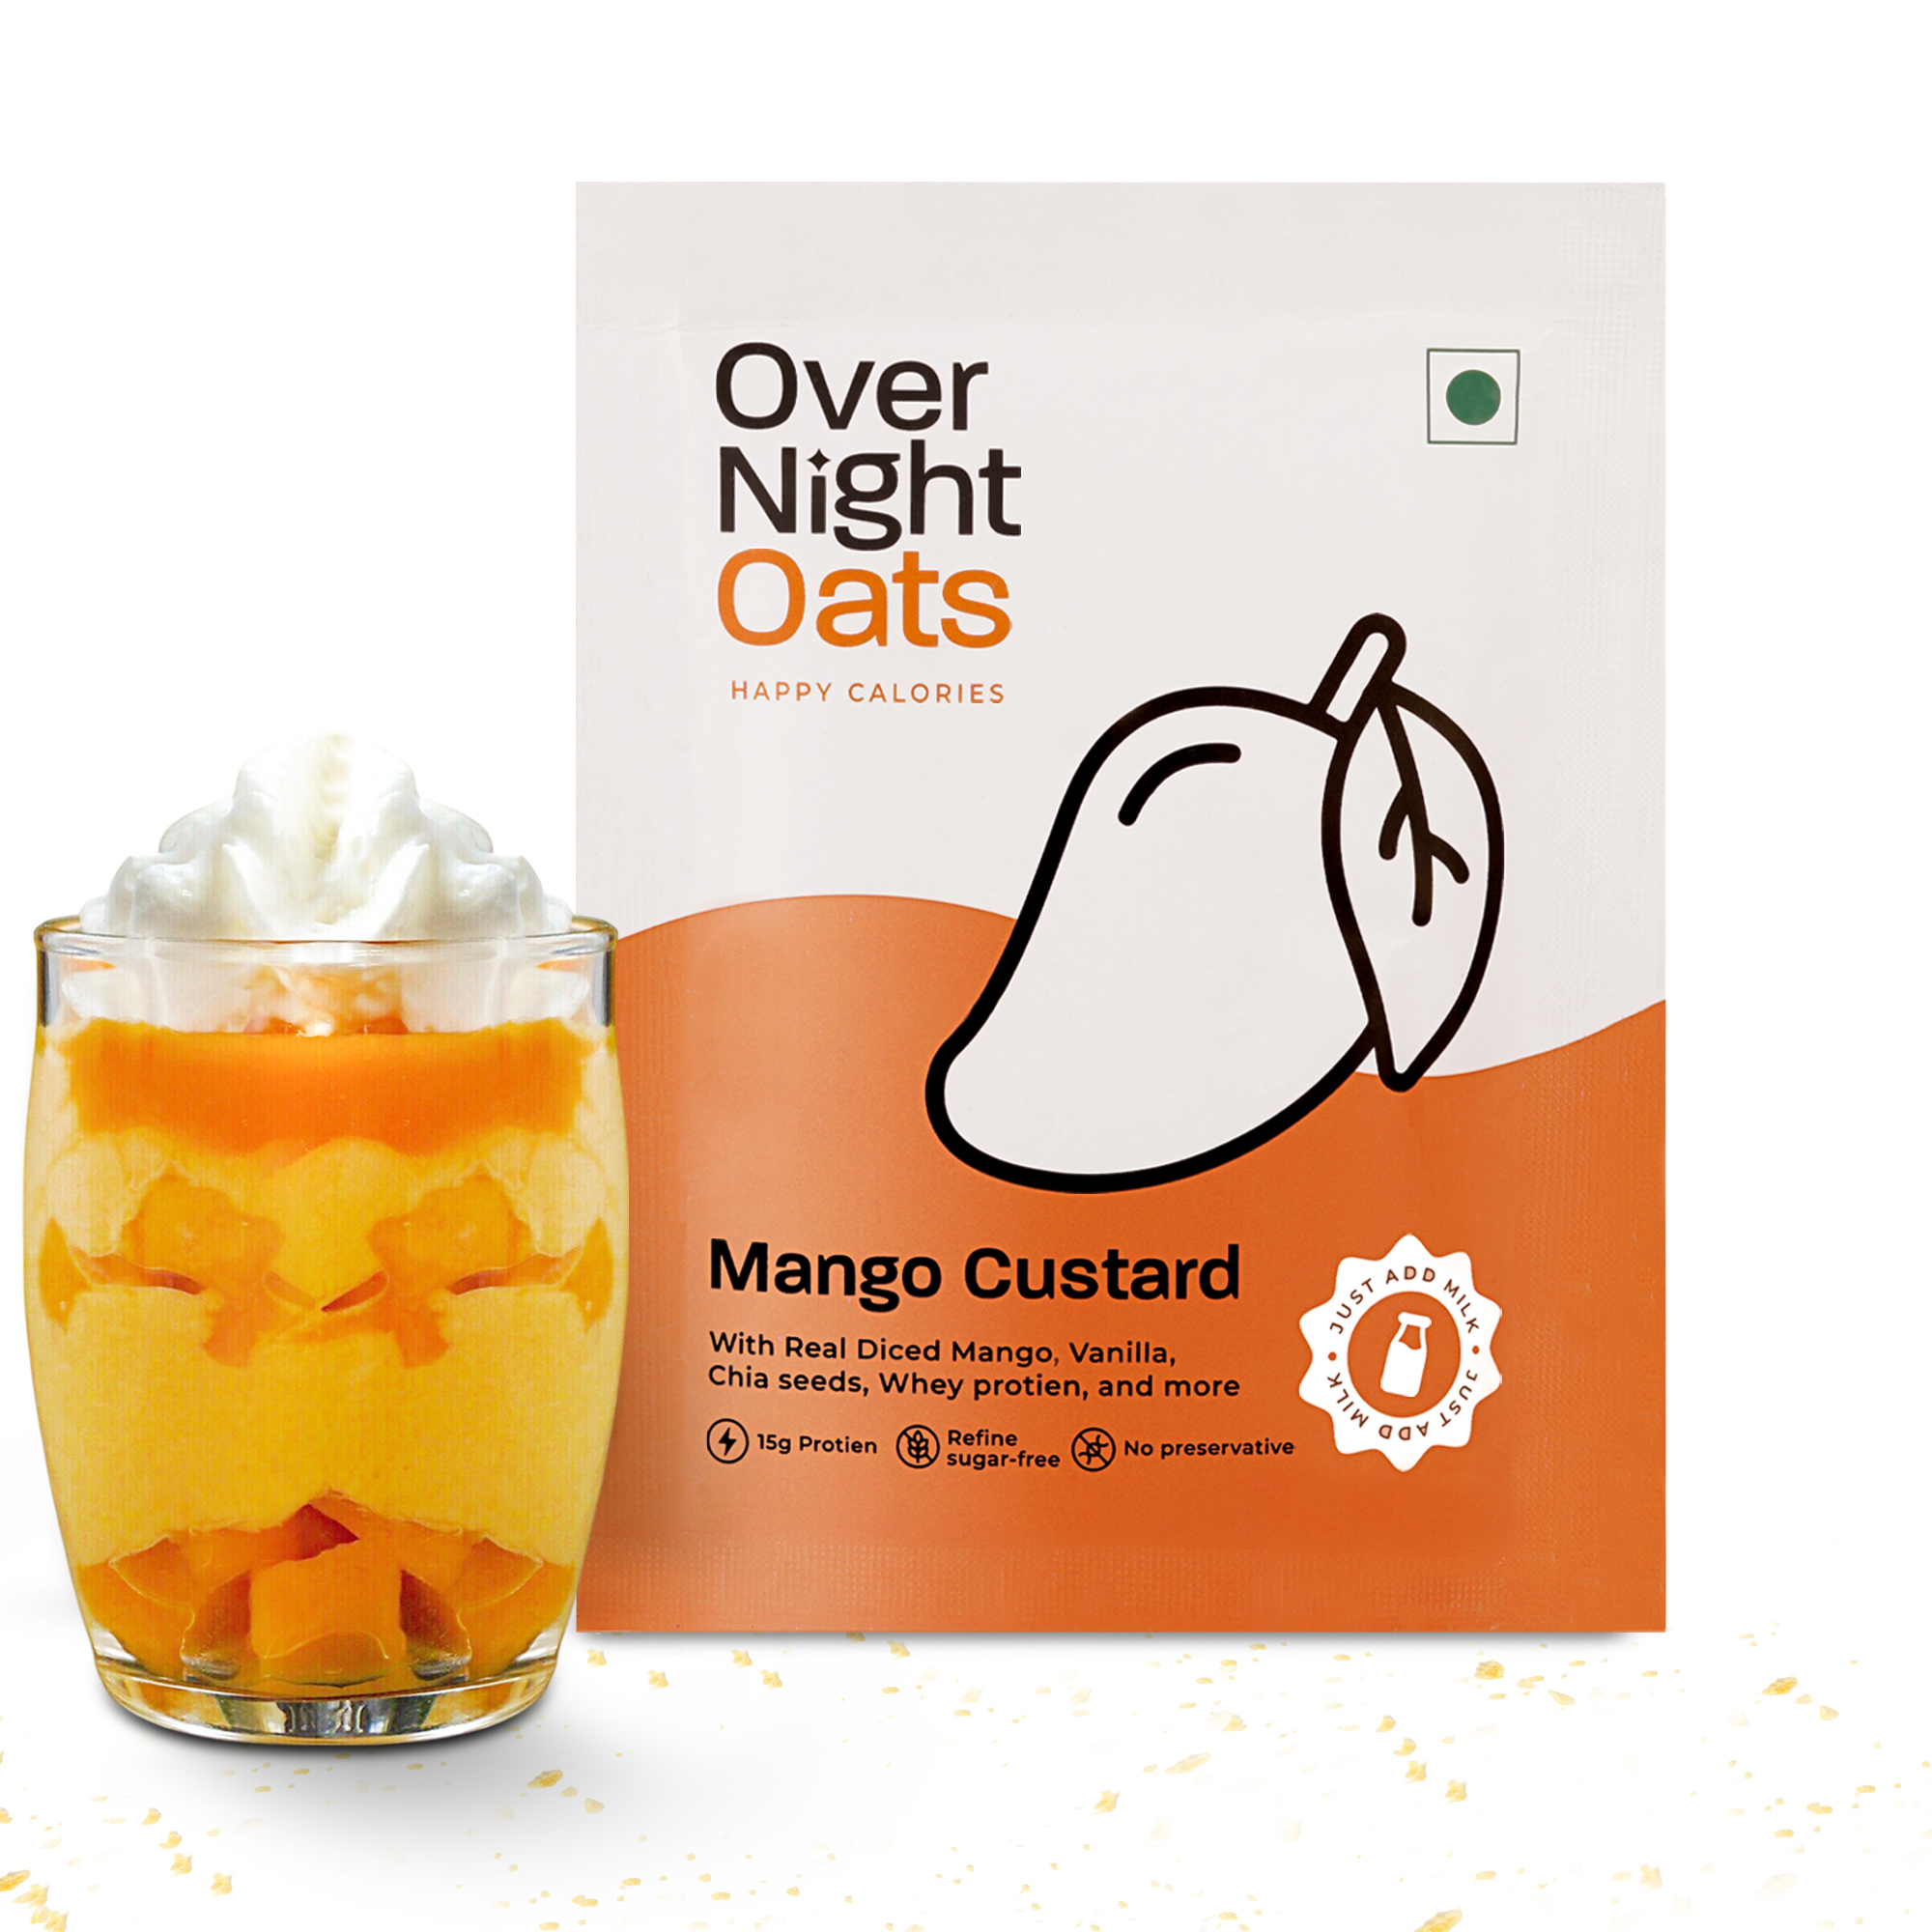 Over
Night
Oats
HAPPY CALORIES
Mango Custard
With Real Diced Mango, Vanilla,
Chia seeds, Whey protien, and more
15g Protien
Refine
sugar-free
No preservative
JUST ADD MILK • JUST ADD MILK •